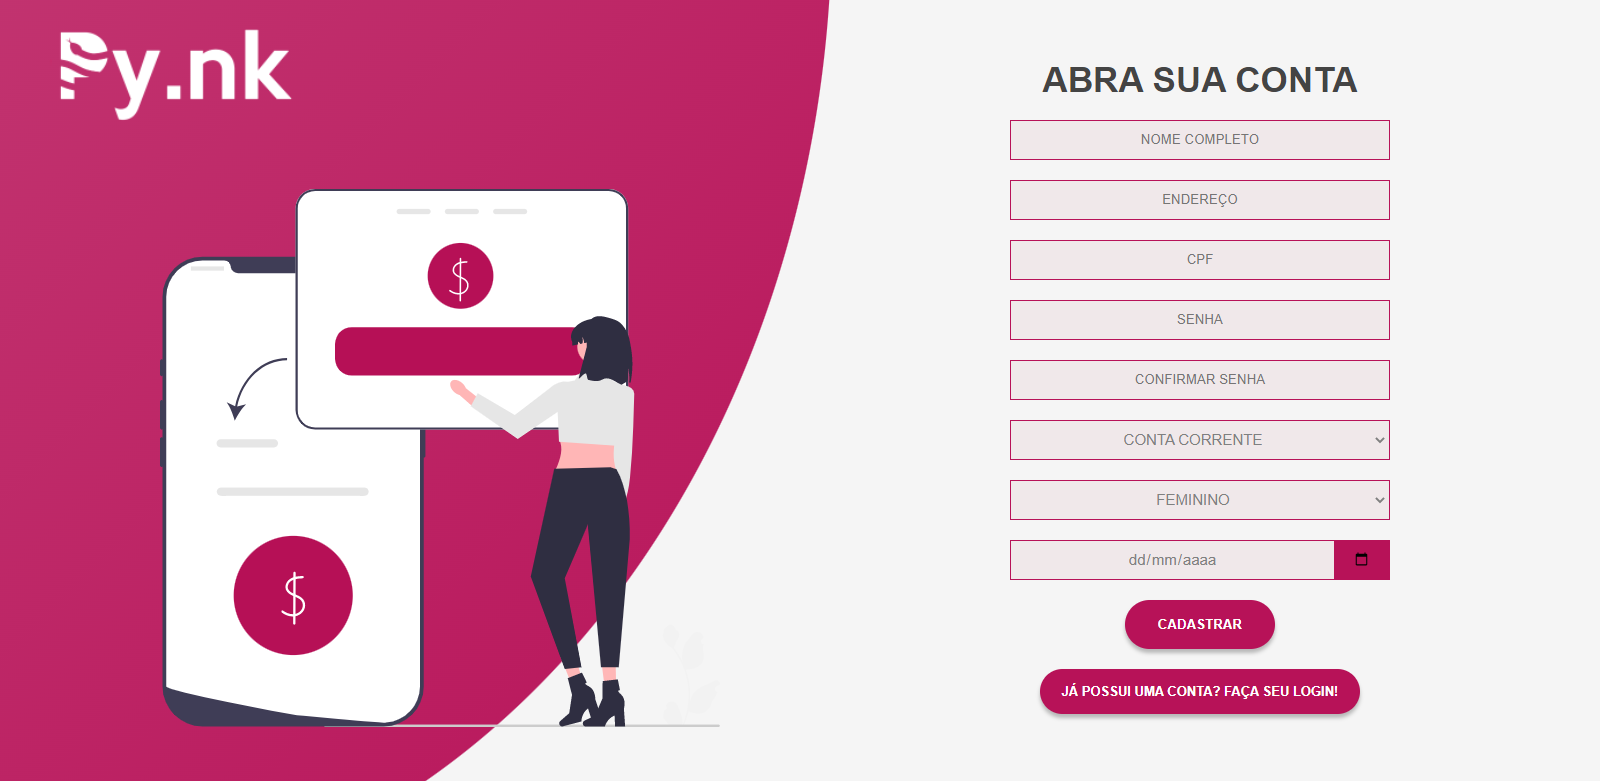 Py.nk
ABRA SUA CONTA
NOME COMPLETO
ENDEREÇO
CPF
SENHA
CONFIRMAR SENHA
CONTA CORRENTE
FEMININO
dd/mm/aaaa
CADASTRAR
JÁ POSSUI UMA CONTA? FAÇA SEU LOGIN!
$
$